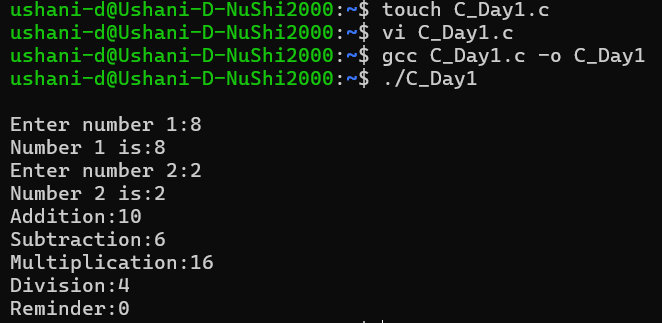 ushani-d@Ushani-D-NuShi2000:~$ touch C_Day1.c
ushani-d@Ushani-D-NuShi2000:~$ vi C_Day1.c
ushani-d@Ushani-D-NuShi2000:~$ gcc C_Day1.c -o C_Day1
ushani-d@Ushani-D-NuShi2000:~$ ./C_Day1
Enter number 1:8
Number 1 is:8
Enter number 2:2
Number 2 is:2
Addition:10
Subtraction:6
Multiplication:16
Division:4
Reminder:0